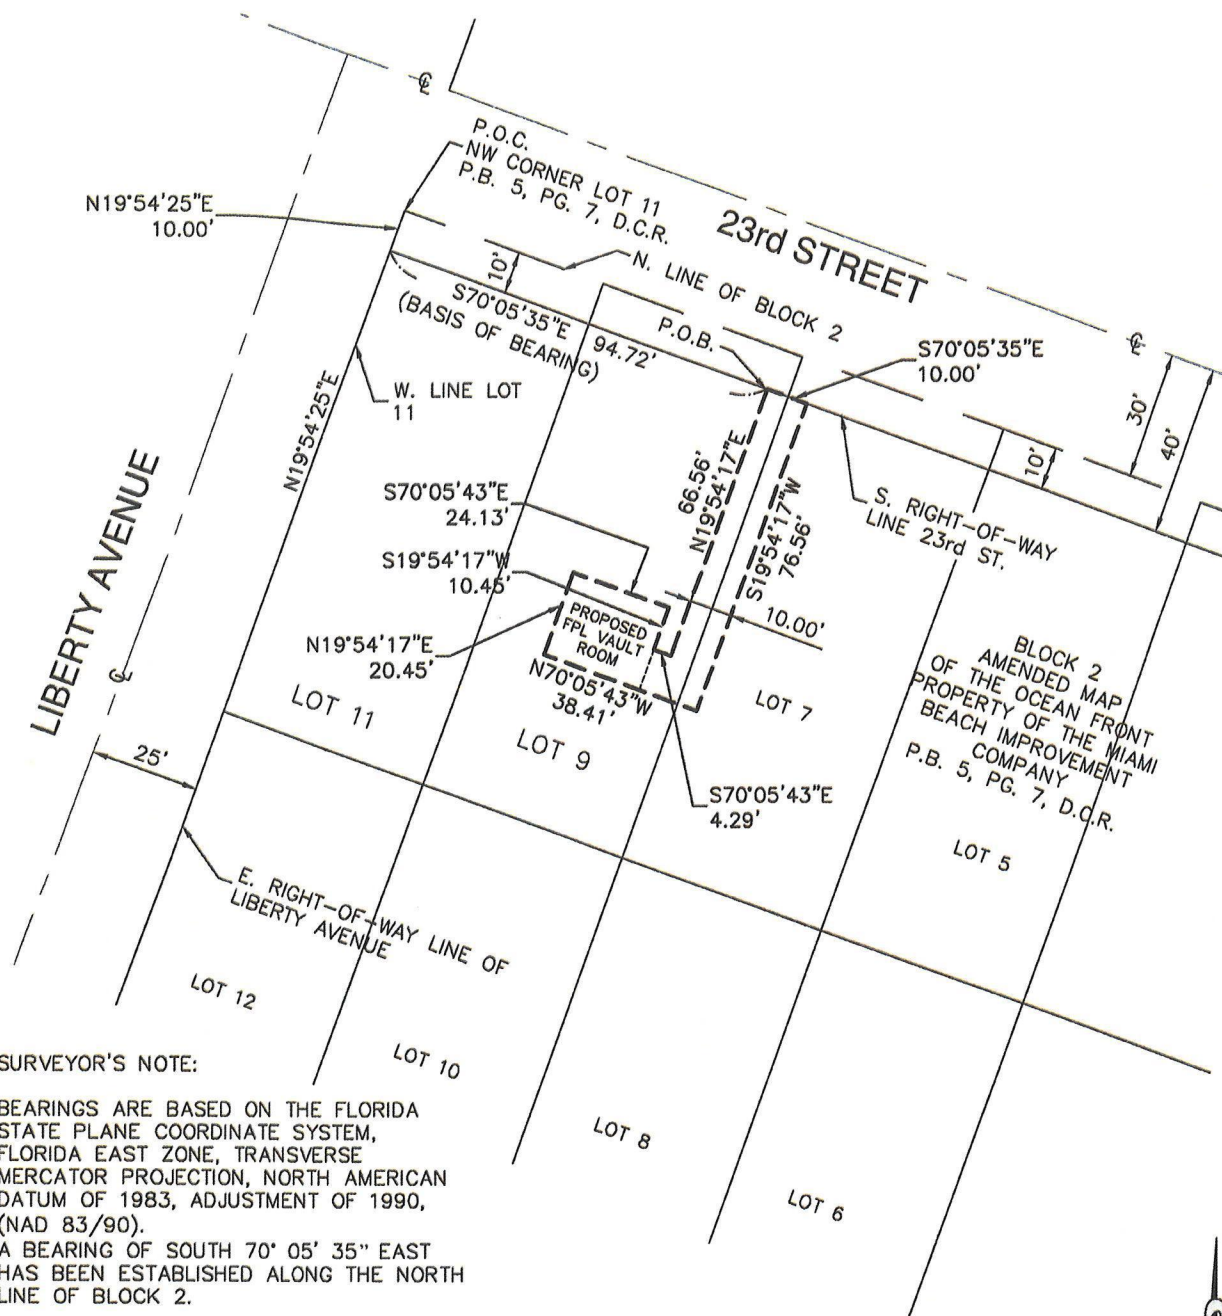 ℄
P.O.C.
NW CORNER LOT 11
P.B. 5, PG. 7, D.C.R.
N19°54'25"E
10.00'
23rd STREET
N. LINE OF BLOCK 2
10'
S70°05'35"E
94.72'
(BASIS OF BEARING)
P.O.B.
S70°05'35"E
10.00'
℄
30'
40'
10'
W. LINE LOT
11
N19°54'25"E
LIBERTY AVENUE
℄
66.56'
N19°54'17"E
S19°54'17"W
76.56'
S. RIGHT-OF-WAY
LINE 23rd ST.
S70°05'43"E
24.13'
S19°54'17"W
10.45'
N19°54'17"E
20.45'
PROPOSED
FPL VAULT
ROOM
10.00'
N70°05'43"W
38.41'
LOT 11
LOT 9
LOT 7
BLOCK 2
AMENDED MAP
OF THE OCEAN FRONT
PROPERTY OF THE MIAMI
BEACH IMPROVEMENT
COMPANY
P.B. 5, PG. 7, D.C.R.
S70°05'43"E
4.29'
25'
LOT 5
E. RIGHT-OF-WAY LINE OF
LIBERTY AVENUE
LOT 12
LOT 10
LOT 8
LOT 6
SURVEYOR'S NOTE:
BEARINGS ARE BASED ON THE FLORIDA
STATE PLANE COORDINATE SYSTEM,
FLORIDA EAST ZONE, TRANSVERSE
MERCATOR PROJECTION, NORTH AMERICAN
DATUM OF 1983, ADJUSTMENT OF 1990,
(NAD 83/90).
A BEARING OF SOUTH 70° 05' 35" EAST
HAS BEEN ESTABLISHED ALONG THE NORTH
LINE OF BLOCK 2.